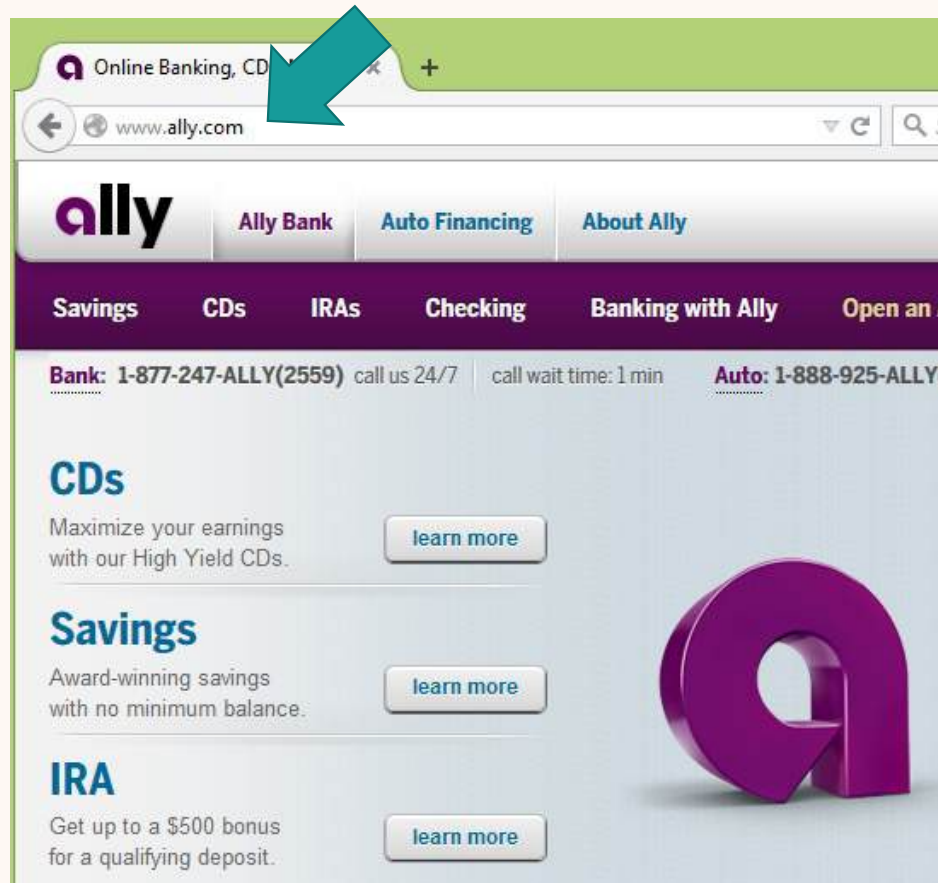 Online Banking, CD
www.ally.com
ally
Ally Bank
Auto Financing
About Ally
Savings CDs IRAs Checking Banking with Ally Open an
Bank: 1-877-247-ALLY(2559) call us 24/7 call wait time: 1 min Auto: 1-888-925-ALLY
CDs
Maximize your earnings
with our High Yield CDs.
learn more
Savings
Award-winning savings
with no minimum balance.
learn more
IRA
Get up to a $500 bonus
for a qualifying deposit.
learn more